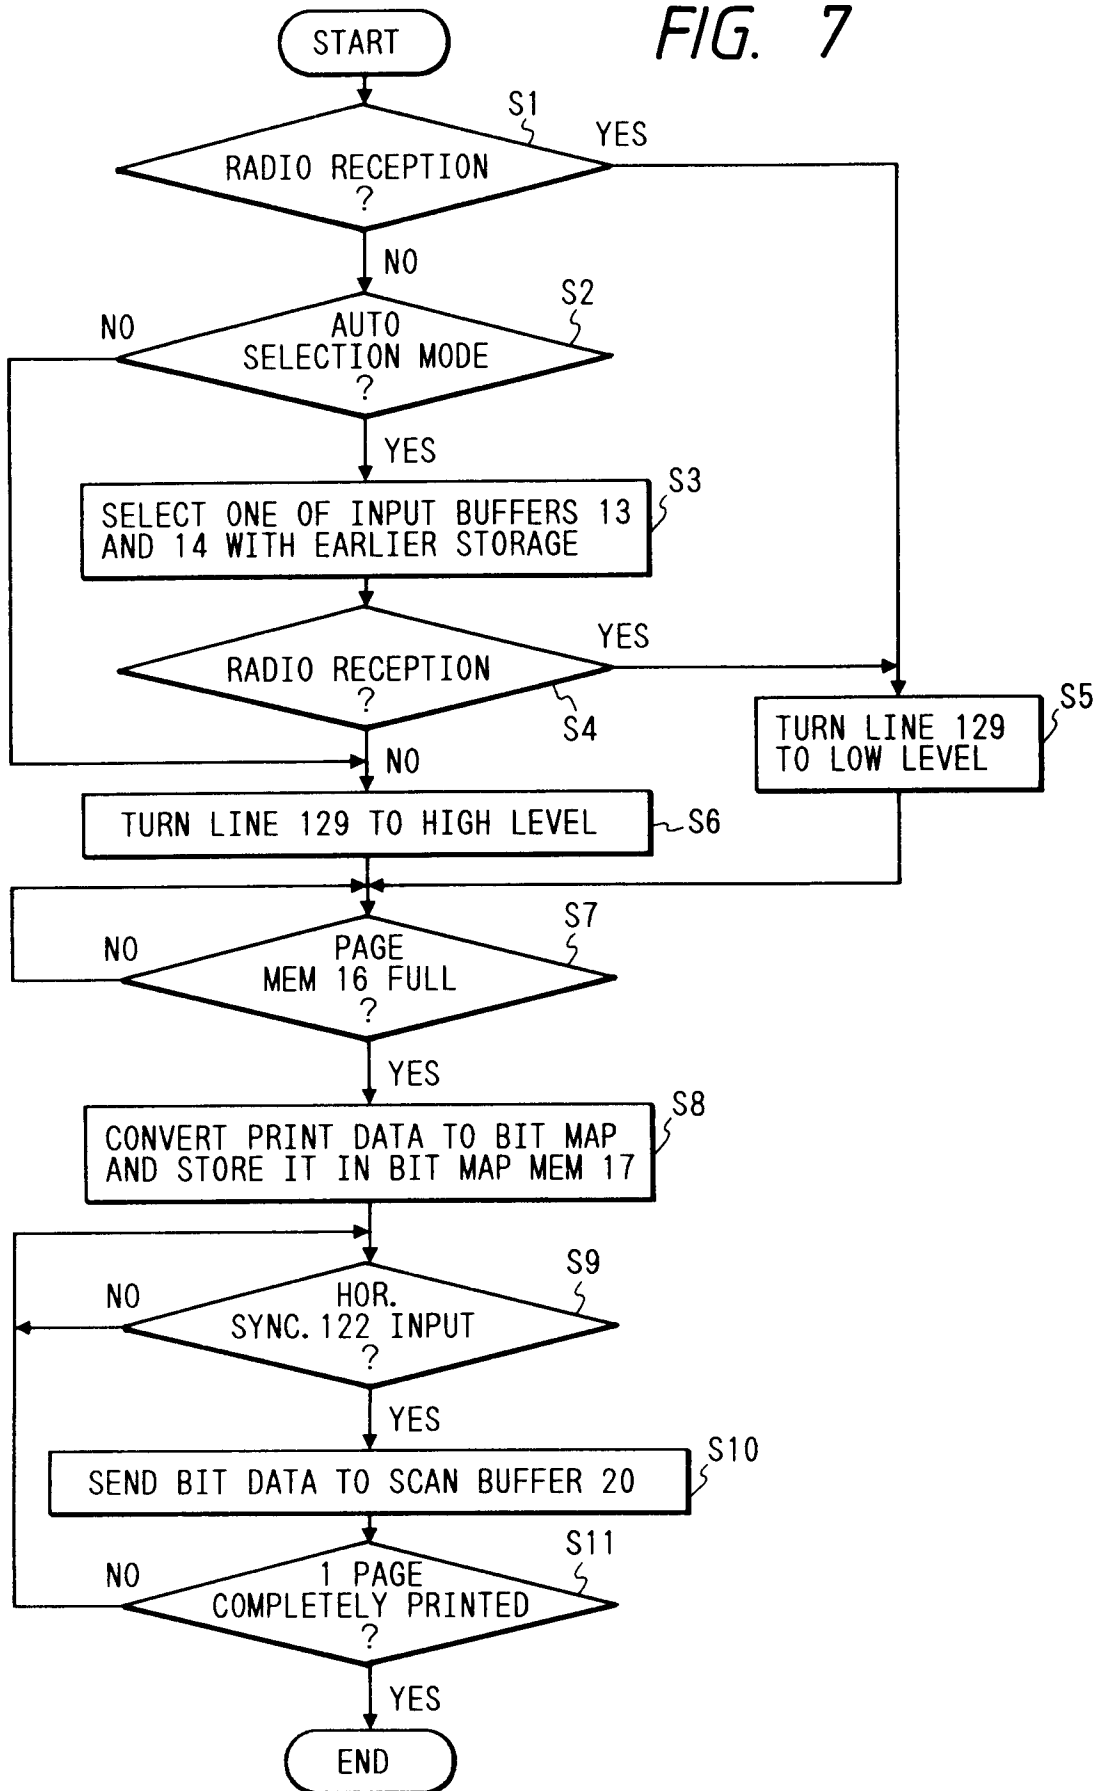 FIG. 7
START
S1
YES
RADIO RECEPTION
?
NO
S2
NO
AUTO
SELECTION MODE
?
YES
S3
SELECT ONE OF INPUT BUFFERS 13
AND 14 WITH EARLIER STORAGE
YES
RADIO RECEPTION
?
S4
S5
TURN LINE 129
TO LOW LEVEL
NO
TURN LINE 129 TO HIGH LEVEL
S6
S7
NO
PAGE
MEM 16 FULL
?
YES
S8
CONVERT PRINT DATA TO BIT MAP
AND STORE IT IN BIT MAP MEM 17
S9
NO
HOR.
SYNC. 122 INPUT
?
YES
S10
SEND BIT DATA TO SCAN BUFFER 20
S11
NO
1 PAGE
COMPLETELY PRINTED
?
YES
END